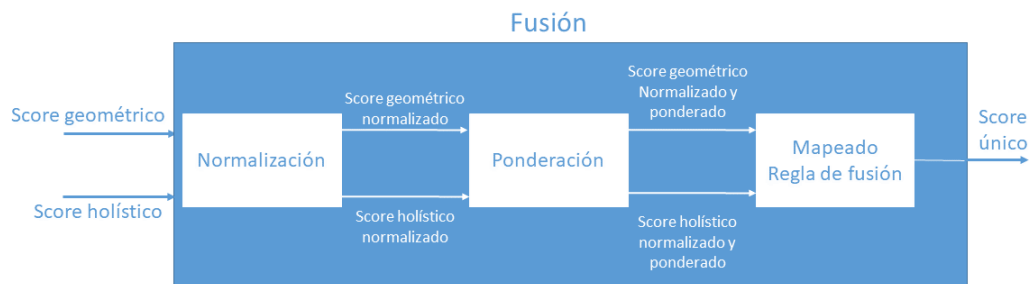 Fusión
Score geométrico
Score holístico
Normalización
Score geométrico
normalizado
Score holístico
normalizado
Ponderación
Score geométrico
Normalizado y
ponderado
Score holístico
normalizado y
ponderado
Mapeado
Regla de fusión
Score
único